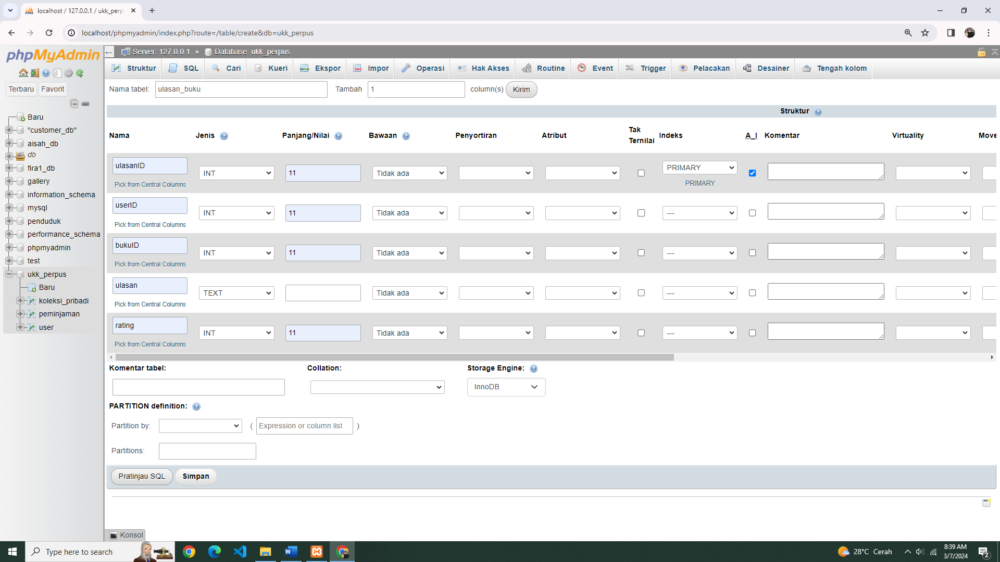 localhost / 127.0.0.1 / ukk_perp
localhost/phpmyadmin/index.php?route=/table/create&db=ukk_perpus
phpMyAdmin
Terbaru Favorit
Baru
"customer_db"
aisah_db
db
fira1_db
gallery
information_schema
mysql
penduduk
performance_schema
phpmyadmin
test
ukk_perpus
Baru
koleksi_pribadi
peminjaman
user
Server: 127.0.0.1 » Database: ukk_perpus
Struktur SQL Cari Kueri Ekspor Impor Operasi Hak Akses Routine Event Trigger Pelacakan Desainer Tengah kolom
Nama tabel: ulasan_buku Tambah 1 column(s) Kirim
Struktur
Nama Jenis Panjang/Nilai Bawaan Penyortiran Atribut Tak Ternilai Indeks A_I Komentar Virtuality Move
ulasanID INT 11 Tidak ada PRIMARY
Pick from Central Columns PRIMARY
userID INT 11 Tidak ada ---
Pick from Central Columns
bukuID INT 11 Tidak ada ---
Pick from Central Columns
ulasan TEXT Tidak ada ---
Pick from Central Columns
rating INT 11 Tidak ada ---
Pick from Central Columns
Komentar tabel: Collation: Storage Engine:
InnoDB
PARTITION definition:
Partition by: ( Expression or column list )
Partitions:
Pratinjau SQL Simpan
Konsol
Type here to search
28°C Cerah
8:39 AM
3/7/2024
2